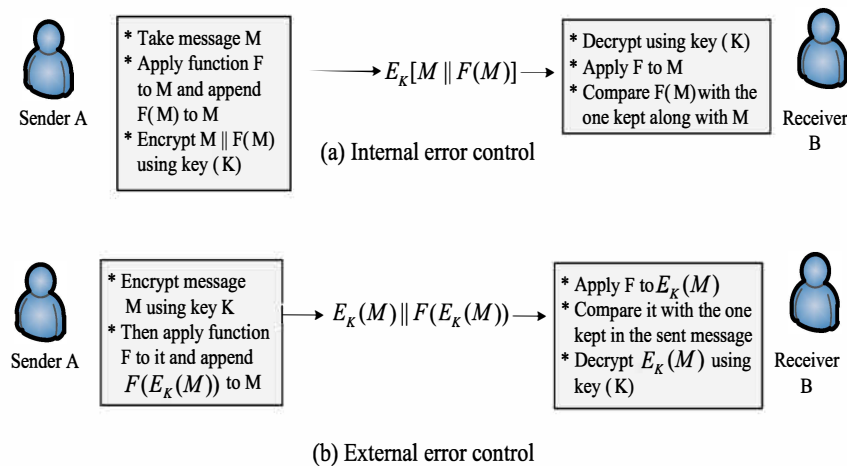 * Take message M
* Apply function F
to M and append
F(M) to M
* Encrypt M || F(M)
using key (K)
Sender A
E_K[M || F(M)]
* Decrypt using key (K)
* Apply F to M
* Compare F(M) with the
one kept along with M
Receiver
B
(a) Internal error control
* Encrypt message
M using key K
* Then apply function
F to it and append
F(E_K(M)) to M
Sender A
E_K(M) || F(E_K(M))
* Apply F to E_K(M)
* Compare it with the one
kept in the sent message
* Decrypt E_K(M) using
key (K)
Receiver
B
(b) External error control